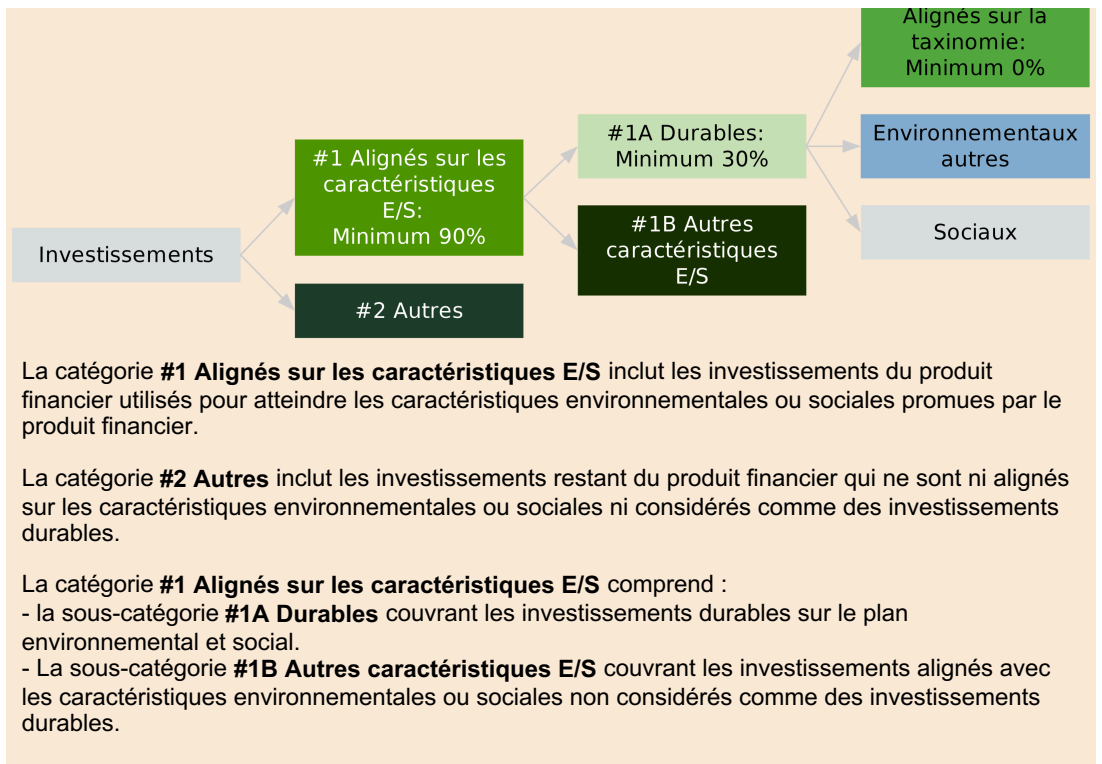 Alignés sur la
taxinomie:
Minimum 0%
#1A Durables:
Minimum 30%
Environnementaux
autres
#1 Alignés sur les
caractéristiques
E/S:
Minimum 90%
#1B Autres
caractéristiques
E/S
Sociaux
Investissements
#2 Autres
La catégorie #1 Alignés sur les caractéristiques E/S inclut les investissements du produit
financier utilisés pour atteindre les caractéristiques environnementales ou sociales promues par le
produit financier.
La catégorie #2 Autres inclut les investissements restant du produit financier qui ne sont ni alignés
sur les caractéristiques environnementales ou sociales ni considérés comme des investissements
durables.
La catégorie #1 Alignés sur les caractéristiques E/S comprend :
- la sous-catégorie #1A Durables couvrant les investissements durables sur le plan
environnemental et social.
- La sous-catégorie #1B Autres caractéristiques E/S couvrant les investissements alignés avec
les caractéristiques environnementales ou sociales non considérés comme des investissements
durables.